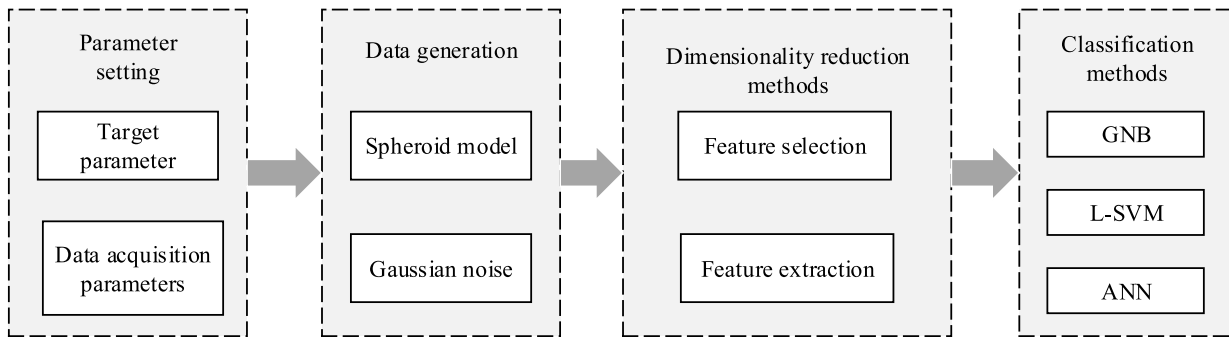 Parameter
setting
Target
parameter
Data acquisition
parameters
Data generation
Spheroid model
Gaussian noise
Dimensionality reduction
methods
Feature selection
Feature extraction
Classification
methods
GNB
L-SVM
ANN